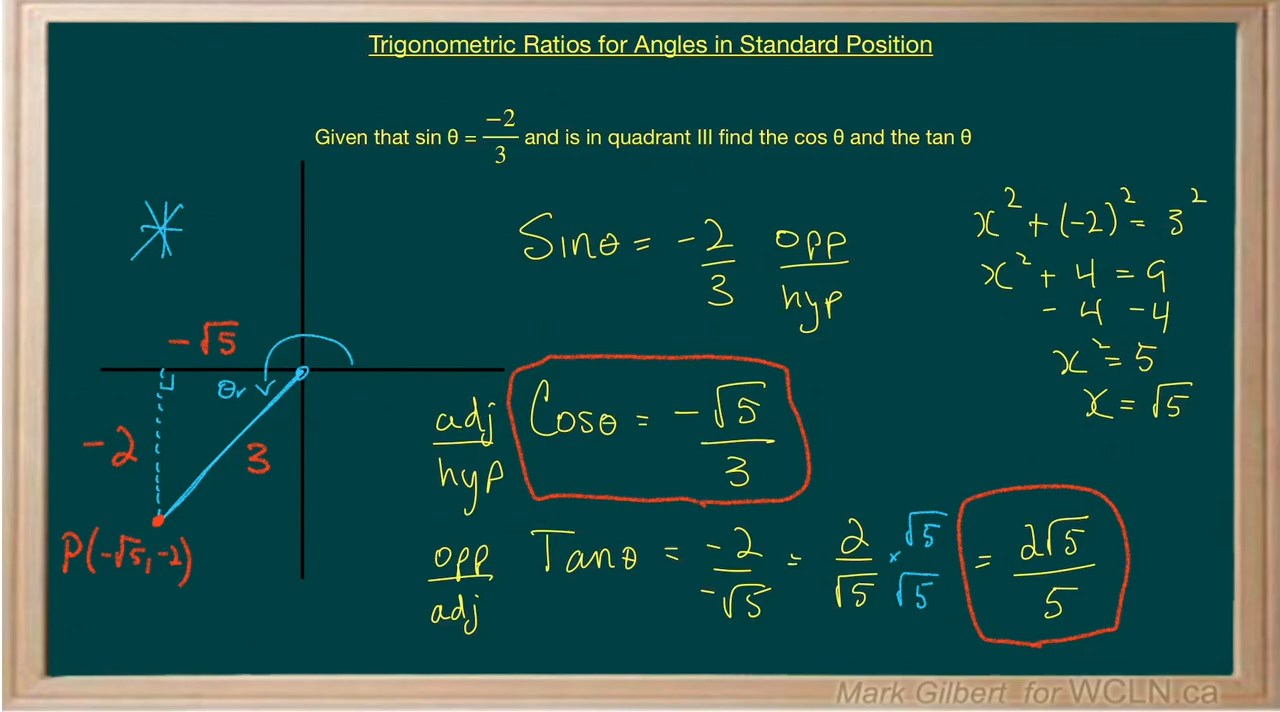 Trigonometric Ratios for Angles in Standard Position
Given that sin θ = −2/3 and is in quadrant III find the cos θ and the tan θ
Sinθ = -2/3 opp/hyp
x² + (-2)² = 3²
x² + 4 = 9
- 4 -4
x² = 5
x = √5
-√5
θr
-2
3
P(-√5,-2)
adj/hyp Cosθ = -√5/3
opp/adj Tanθ = -2/-√5 = 2/√5 × √5/√5 = 2√5/5
Mark Gilbert for WCLN.ca